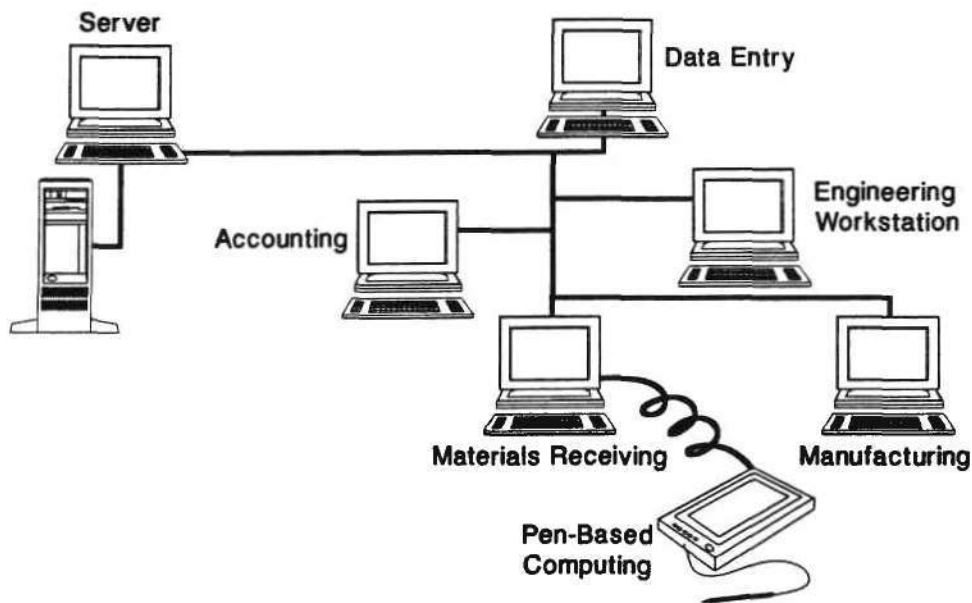 Server
Data Entry
Engineering
Workstation
Accounting
Materials Receiving
Manufacturing
Pen-Based
Computing